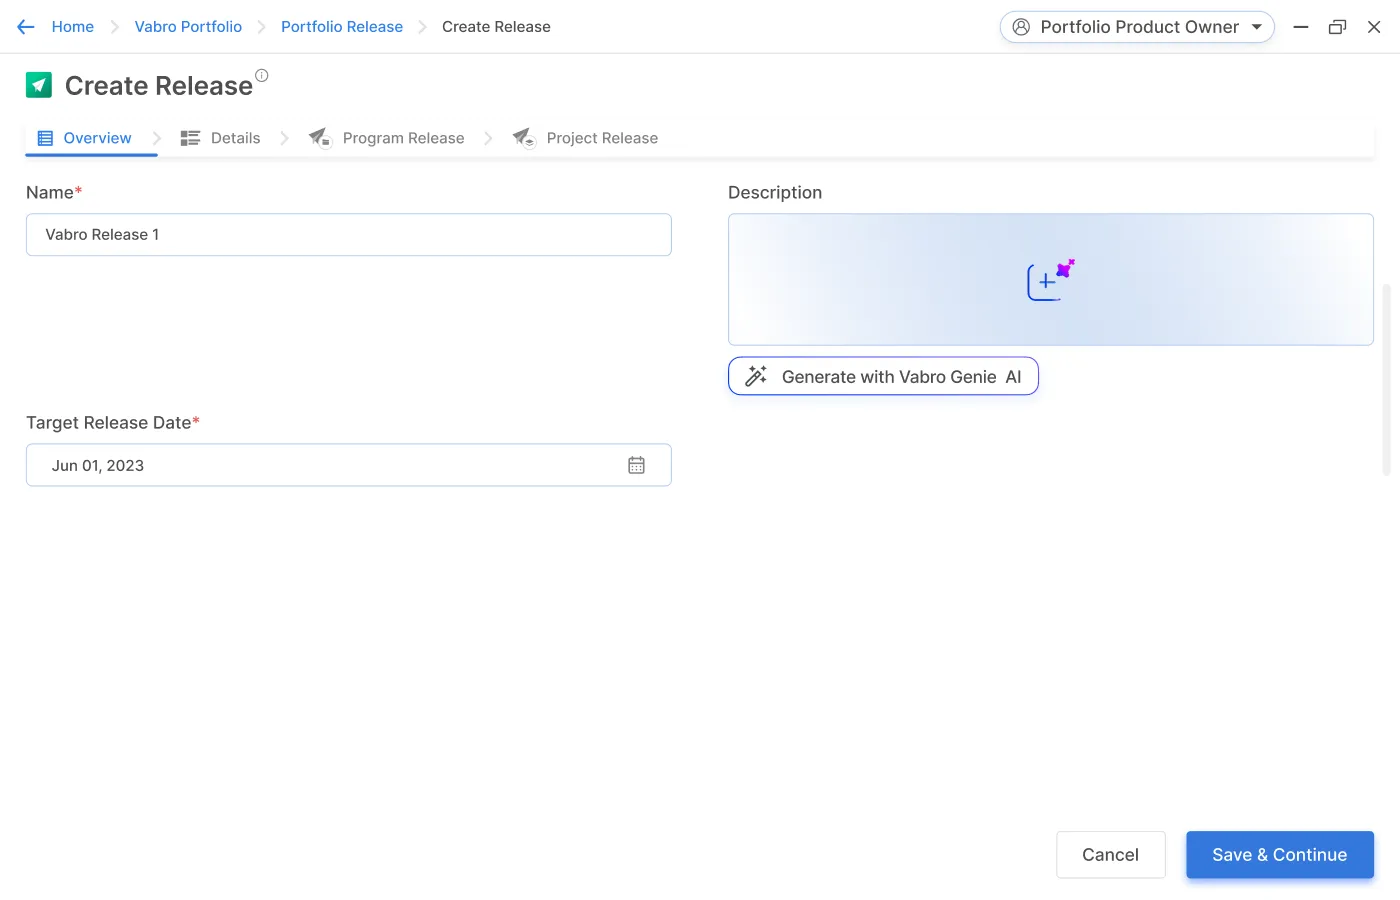 Home Vabro Portfolio Portfolio Release Create Release Portfolio Product Owner
Create Release
Overview Details Program Release Project Release
Name*
Vabro Release 1
Description
Generate with Vabro Genie AI
Target Release Date*
Jun 01, 2023
Cancel Save & Continue